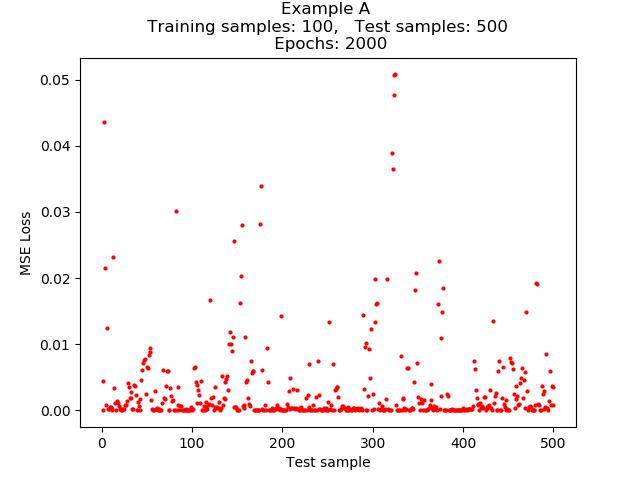 Example A
Training samples: 100,   Test samples: 500
Epochs: 2000
0.05
0.04
0.03
0.02
0.01
0.00
MSE Loss
0
100
200
300
400
500
Test sample